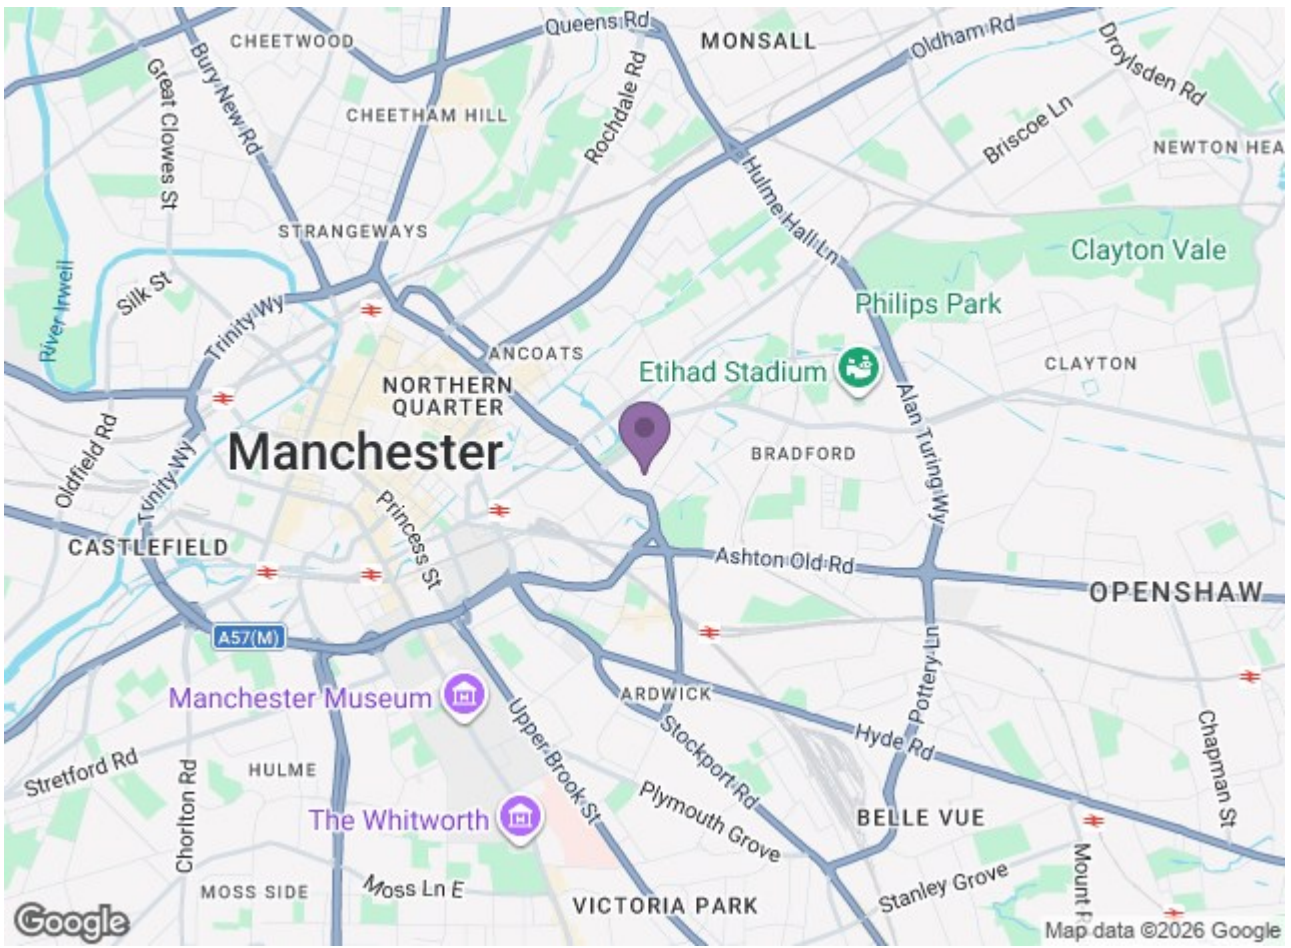 Queens Rd
CHEETWOOD
MONSALL
Oldham Rd
Droylsden Rd
Bury New Rd
Great Clowes St
CHEETHAM HILL
Rochdale Rd
Briscoe Ln
NEWTON HEA
Hulme Hall Ln
STRANGEWAYS
Clayton Vale
Silk St
River Irwell
Trinity Wy
Philips Park
ANCOATS
Etihad Stadium
CLAYTON
NORTHERN
QUARTER
Alan Turing Wy
Oldfield Rd
Manchester
BRADFORD
Trinity Wy
Princess St
CASTLEFIELD
Ashton Old Rd
OPENSHAW
A57(M)
Pottery Ln
Manchester Museum
ARDWICK
Upper Brook St
Stockport Rd
Hyde Rd
Chapman St
Stretford Rd
HULME
Chorlton Rd
The Whitworth
Plymouth Grove
BELLE VUE
MOSS SIDE
Moss Ln E
VICTORIA PARK
Stanley Grove
Mount R
Google
Map data ©2026 Google